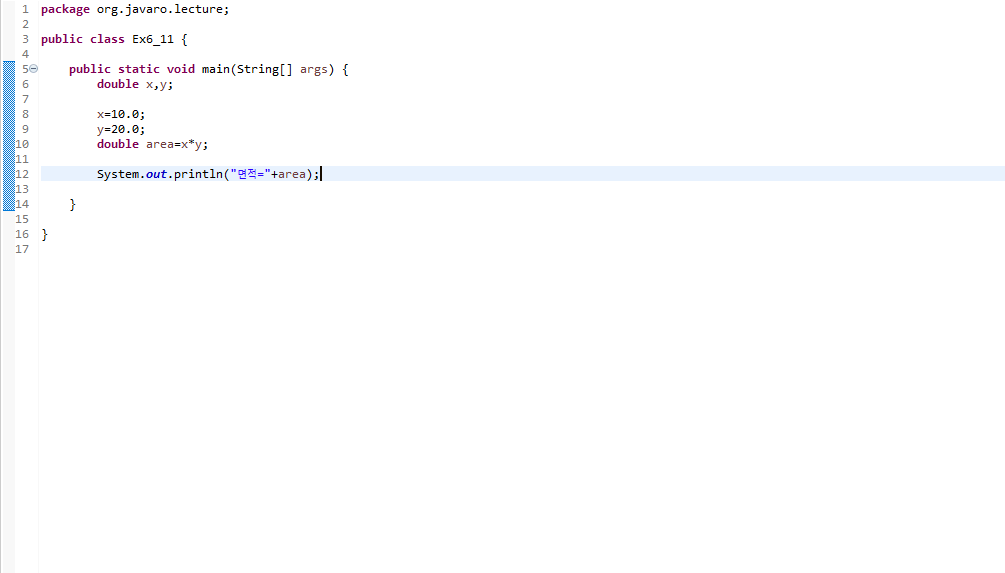 1 package org.javaro.lecture;
2
3 public class Ex6_11 {
4
5 public static void main(String[] args) {
6 double x,y;
7
8 x=10.0;
9 y=20.0;
10 double area=x*y;
11
12 System.out.println("면적="+area);
13
14 }
15
16 }
17